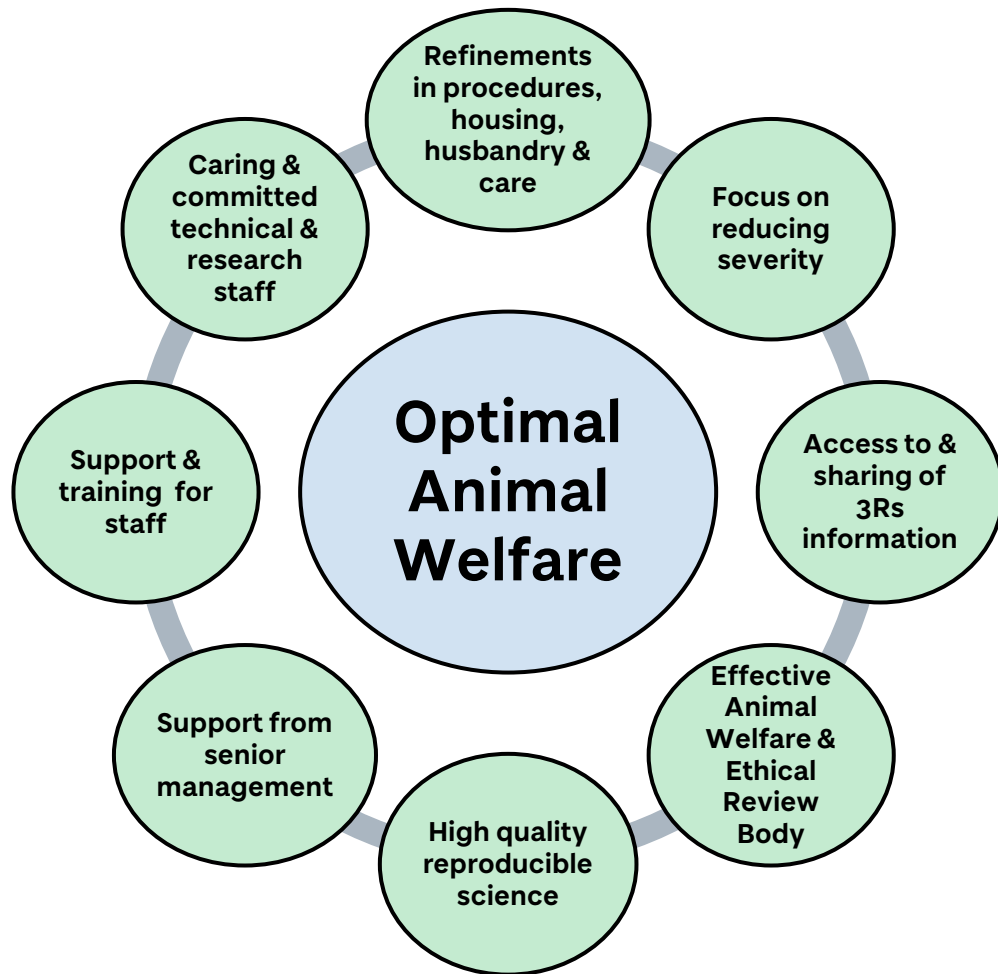 Refinements
in procedures,
housing,
husbandry &
care
Focus on
reducing
severity
Access to &
sharing of
3Rs
information
Effective
Animal
Welfare &
Ethical
Review
Body
High quality
reproducible
science
Support from
senior
management
Support &
training for
staff
Caring &
committed
technical &
research
staff
Optimal
Animal
Welfare